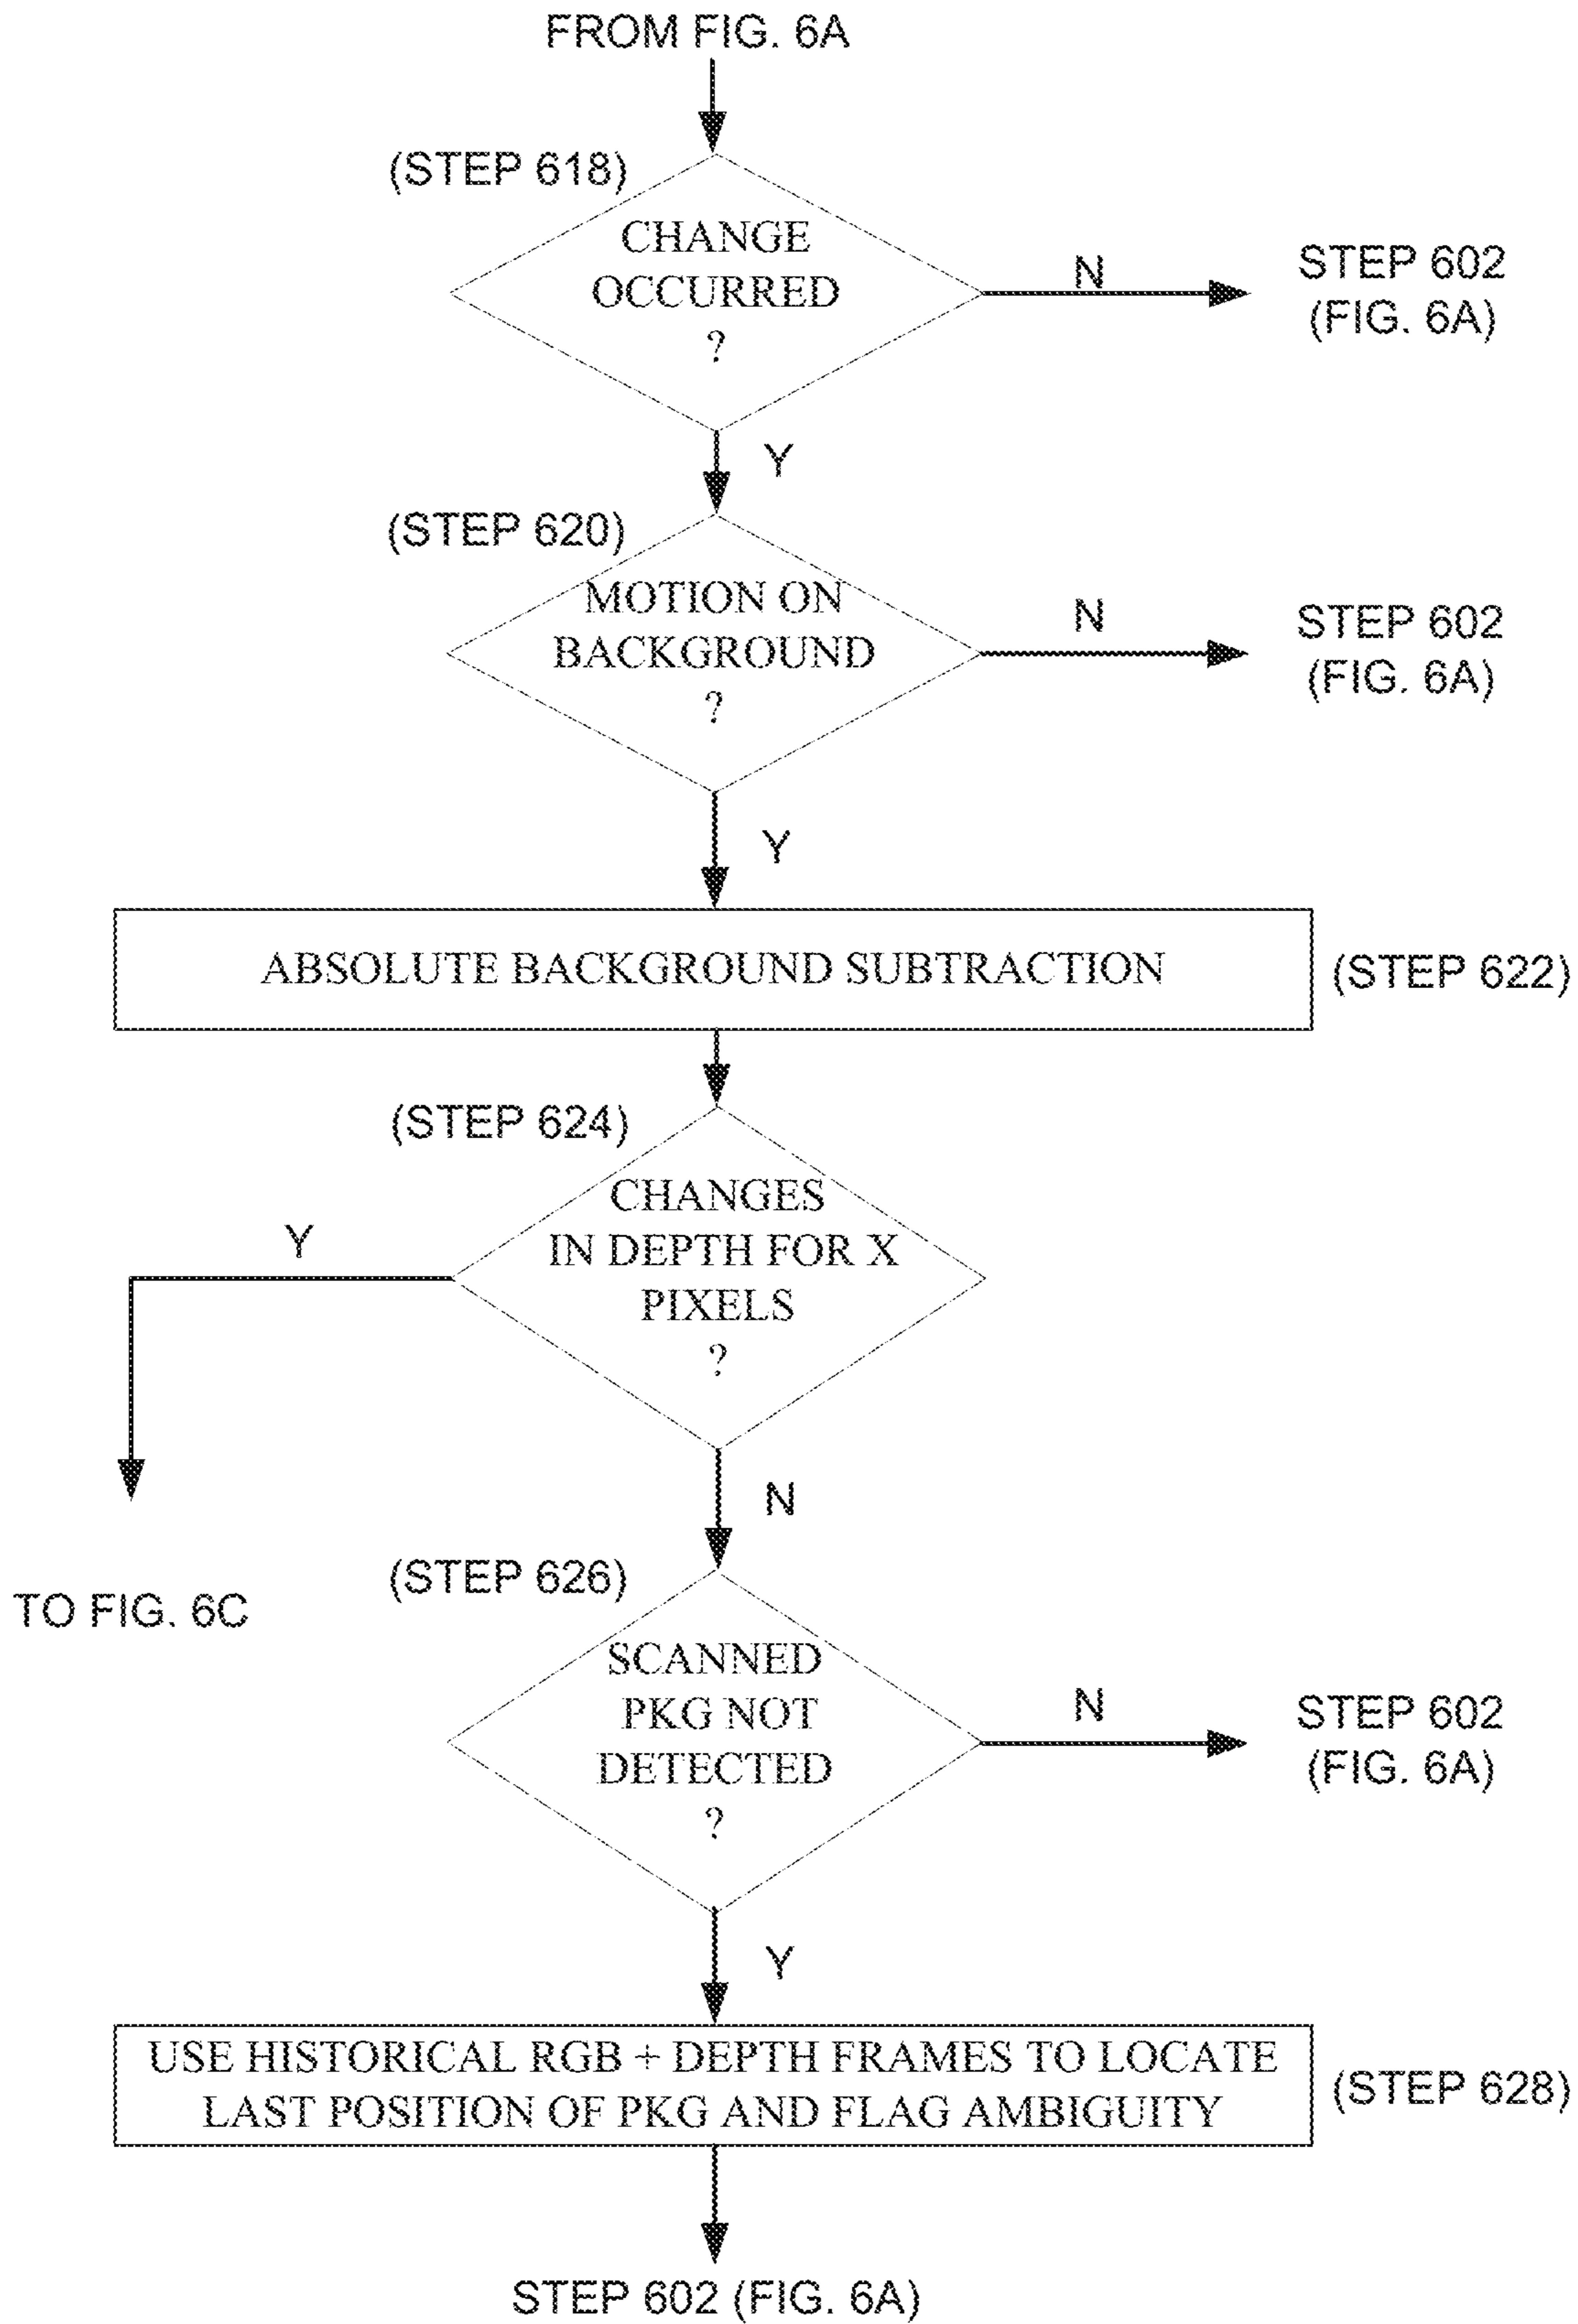 FROM FIG. 6A
(STEP 618)
CHANGE
OCCURRED
?
N
STEP 602
(FIG. 6A)
Y
(STEP 620)
MOTION ON
BACKGROUND
?
N
STEP 602
(FIG. 6A)
Y
ABSOLUTE BACKGROUND SUBTRACTION
(STEP 622)
(STEP 624)
CHANGES
IN DEPTH FOR X
PIXELS
?
Y
TO FIG. 6C
N
(STEP 626)
SCANNED
PKG NOT
DETECTED
?
N
STEP 602
(FIG. 6A)
Y
USE HISTORICAL RGB + DEPTH FRAMES TO LOCATE
LAST POSITION OF PKG AND FLAG AMBIGUITY
(STEP 628)
STEP 602 (FIG. 6A)